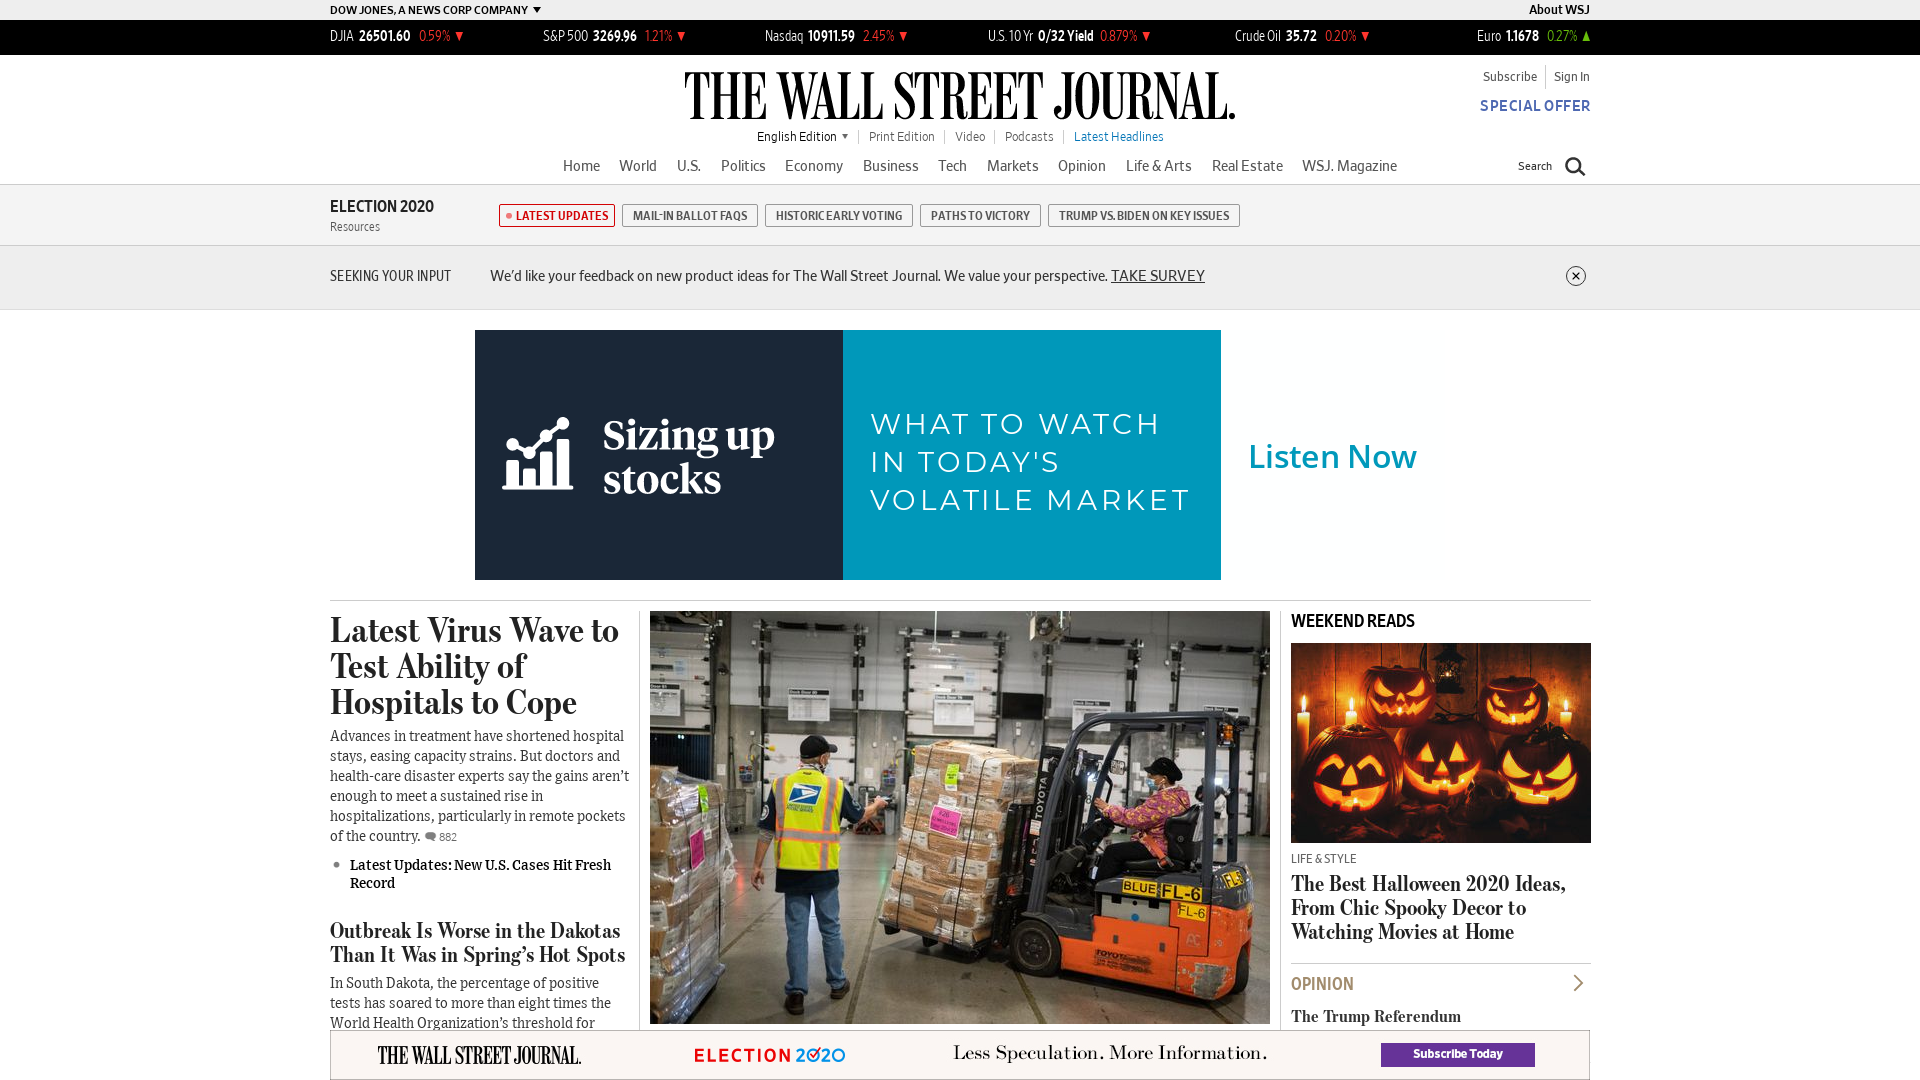 DOW JONES, A NEWS CORP COMPANY
About WSJ
DJIA 26501.60 0.59%
S&P 500 3269.96 1.21%
Nasdaq 10911.59 2.45%
U.S. 10 Yr 0/32 Yield 0.879%
Crude Oil 35.72 0.20%
Euro 1.1678 0.27%
THE WALL STREET JOURNAL.
Subscribe
Sign In
SPECIAL OFFER
English Edition
Print Edition
Video
Podcasts
Latest Headlines
Home
World
U.S.
Politics
Economy
Business
Tech
Markets
Opinion
Life & Arts
Real Estate
WSJ. Magazine
Search
ELECTION 2020
Resources
LATEST UPDATES
MAIL-IN BALLOT FAQS
HISTORIC EARLY VOTING
PATHS TO VICTORY
TRUMP VS. BIDEN ON KEY ISSUES
SEEKING YOUR INPUT
We’d like your feedback on new product ideas for The Wall Street Journal. We value your perspective. TAKE SURVEY
Sizing up
stocks
WHAT TO WATCH
IN TODAY'S
VOLATILE MARKET
Listen Now
Latest Virus Wave to
Test Ability of
Hospitals to Cope
Advances in treatment have shortened hospital
stays, easing capacity strains. But doctors and
health-care disaster experts say the gains aren’t
enough to meet a sustained rise in
hospitalizations, particularly in remote pockets
of the country. 882
Latest Updates: New U.S. Cases Hit Fresh
Record
Outbreak Is Worse in the Dakotas
Than It Was in Spring’s Hot Spots
In South Dakota, the percentage of positive
tests has soared to more than eight times the
World Health Organization’s threshold for
TOYOTA
BLUE
FL-6
FL-5
FL-6
AC
TOYOTA
WEEKEND READS
LIFE & STYLE
The Best Halloween 2020 Ideas,
From Chic Spooky Decor to
Watching Movies at Home
OPINION
The Trump Referendum
THE WALL STREET JOURNAL.
ELECTION 2020
Less Speculation. More Information.
Subscribe Today